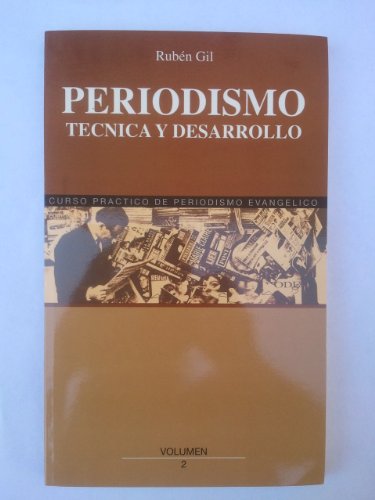 Rubén Gil
PERIODISMO
TECNICA Y DESARROLLO
CURSO PRACTICO DE PERIODISMO EVANGELICO
VOLUMEN
2